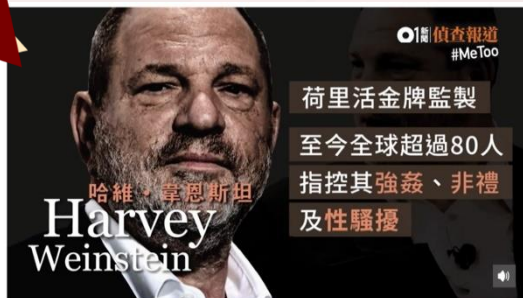 01 新聞 偵查報道
#MeToo
荷里活金牌監製
至今全球超過80人
指控其強姦、非禮
及性騷擾
哈維·韋恩斯坦
Harvey
Weinstein